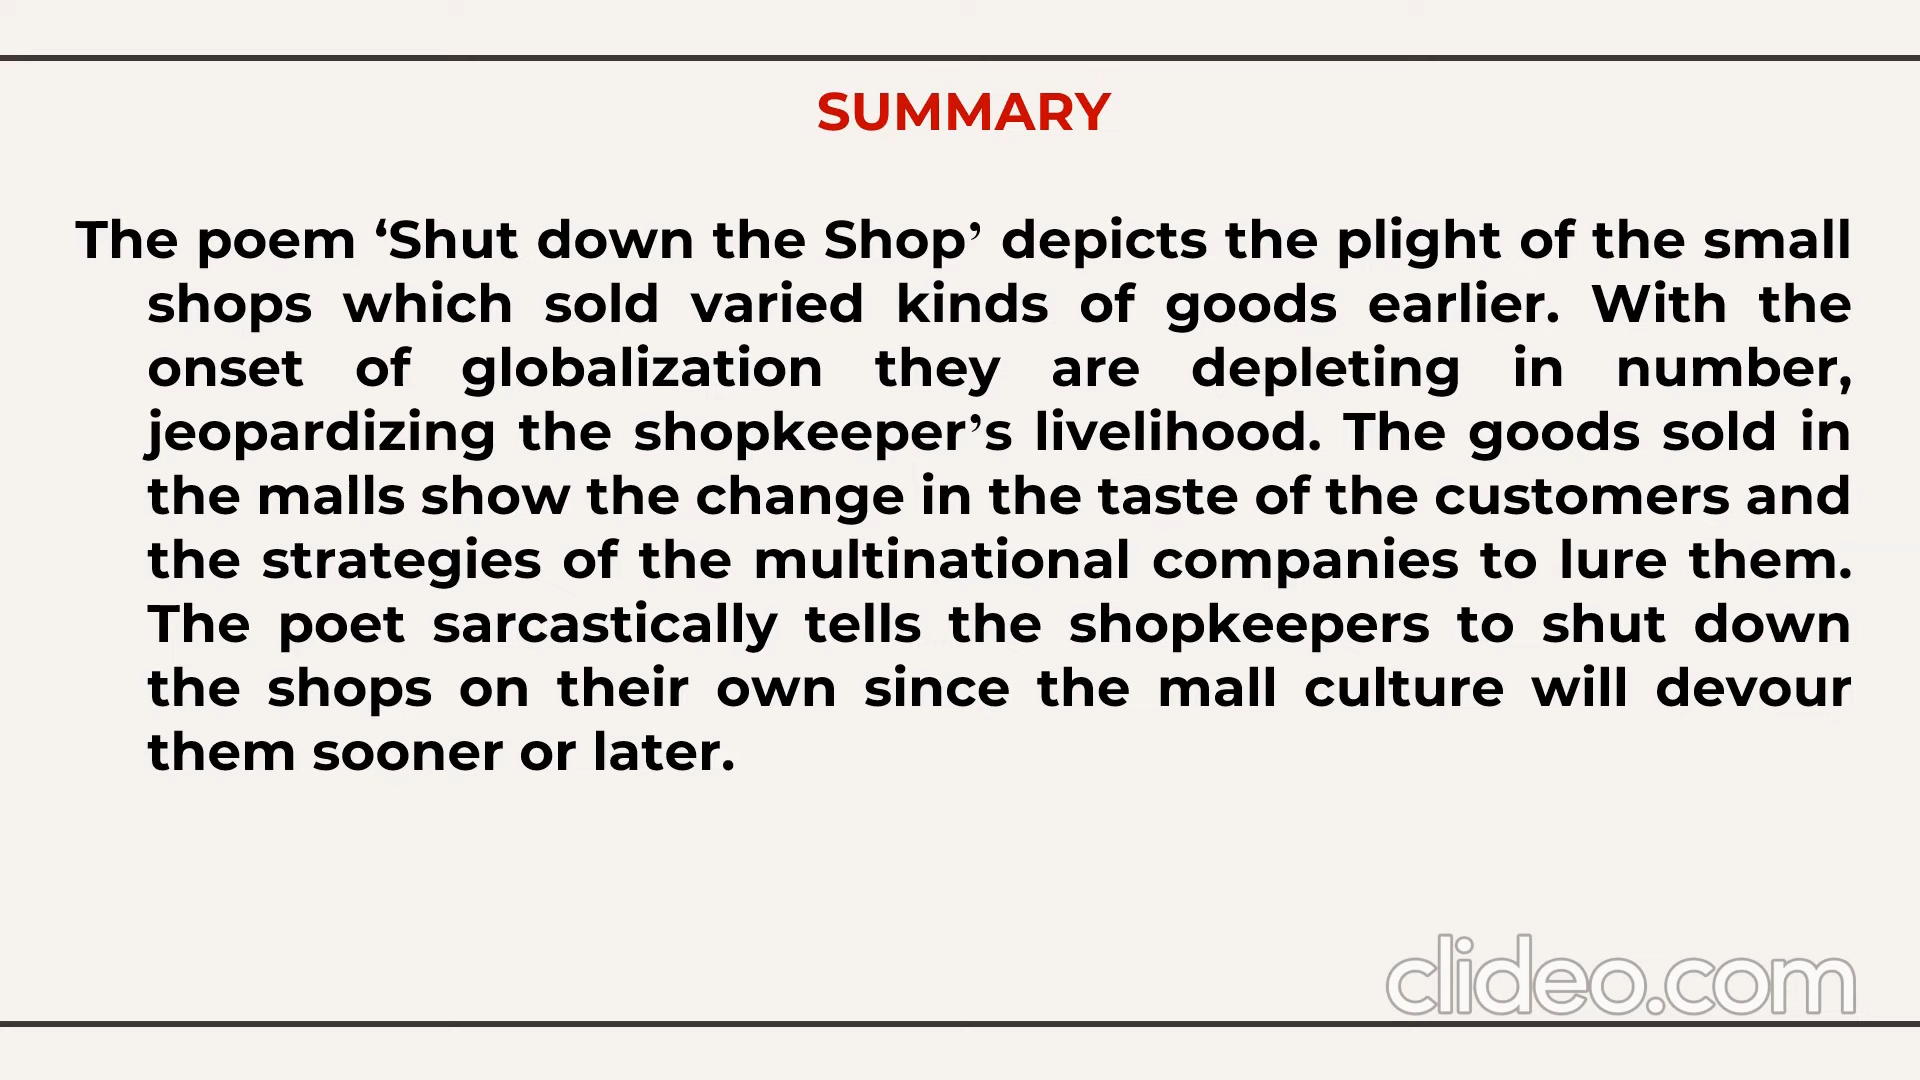 SUMMARY
The poem ‘Shut down the Shop’ depicts the plight of the small
shops which sold varied kinds of goods earlier. With the
onset of globalization they are depleting in number,
jeopardizing the shopkeeper’s livelihood. The goods sold in
the malls show the change in the taste of the customers and
the strategies of the multinational companies to lure them.
The poet sarcastically tells the shopkeepers to shut down
the shops on their own since the mall culture will devour
them sooner or later.
clideo.com